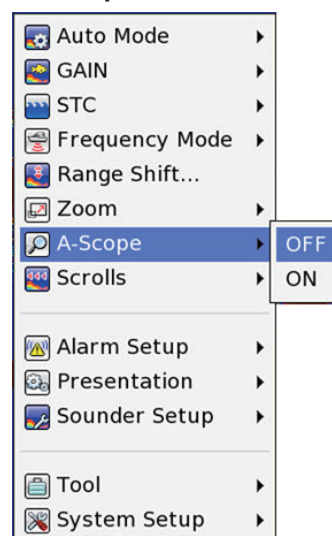 Auto Mode
GAIN
STC
Frequency Mode
Range Shift...
Zoom
A-Scope
OFF
Scrolls
ON
Alarm Setup
Presentation
Sounder Setup
Tool
System Setup